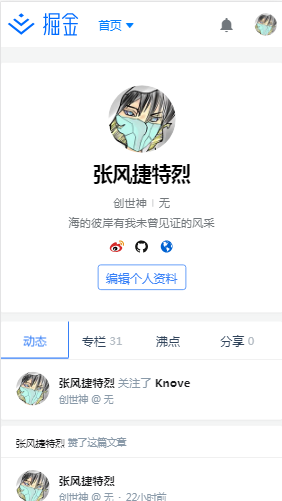 掘金 首页
张风捷特烈
创世神 | 无
海的彼岸有我未曾见证的风采
编辑个人资料
动态 专栏 31 沸点 分享 0
张风捷特烈 关注了 Knove
创世神 @ 无
张风捷特烈 赞了这篇文章
张风捷特烈
创世神 @ 无 · 22小时前